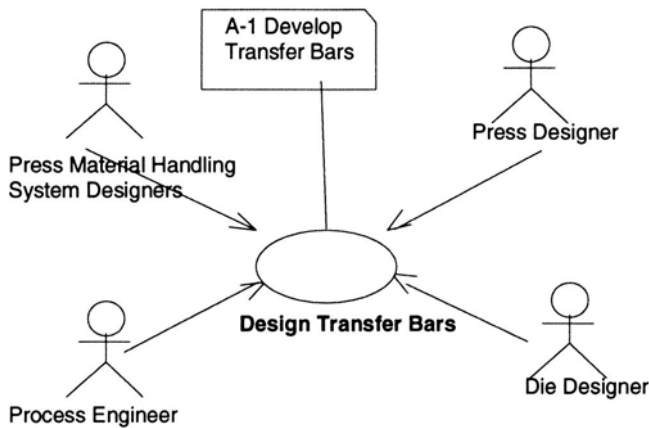 A-1 Develop
Transfer Bars
Press Designer
Press Material Handling
System Designers
Design Transfer Bars
Die Designer
Process Engineer